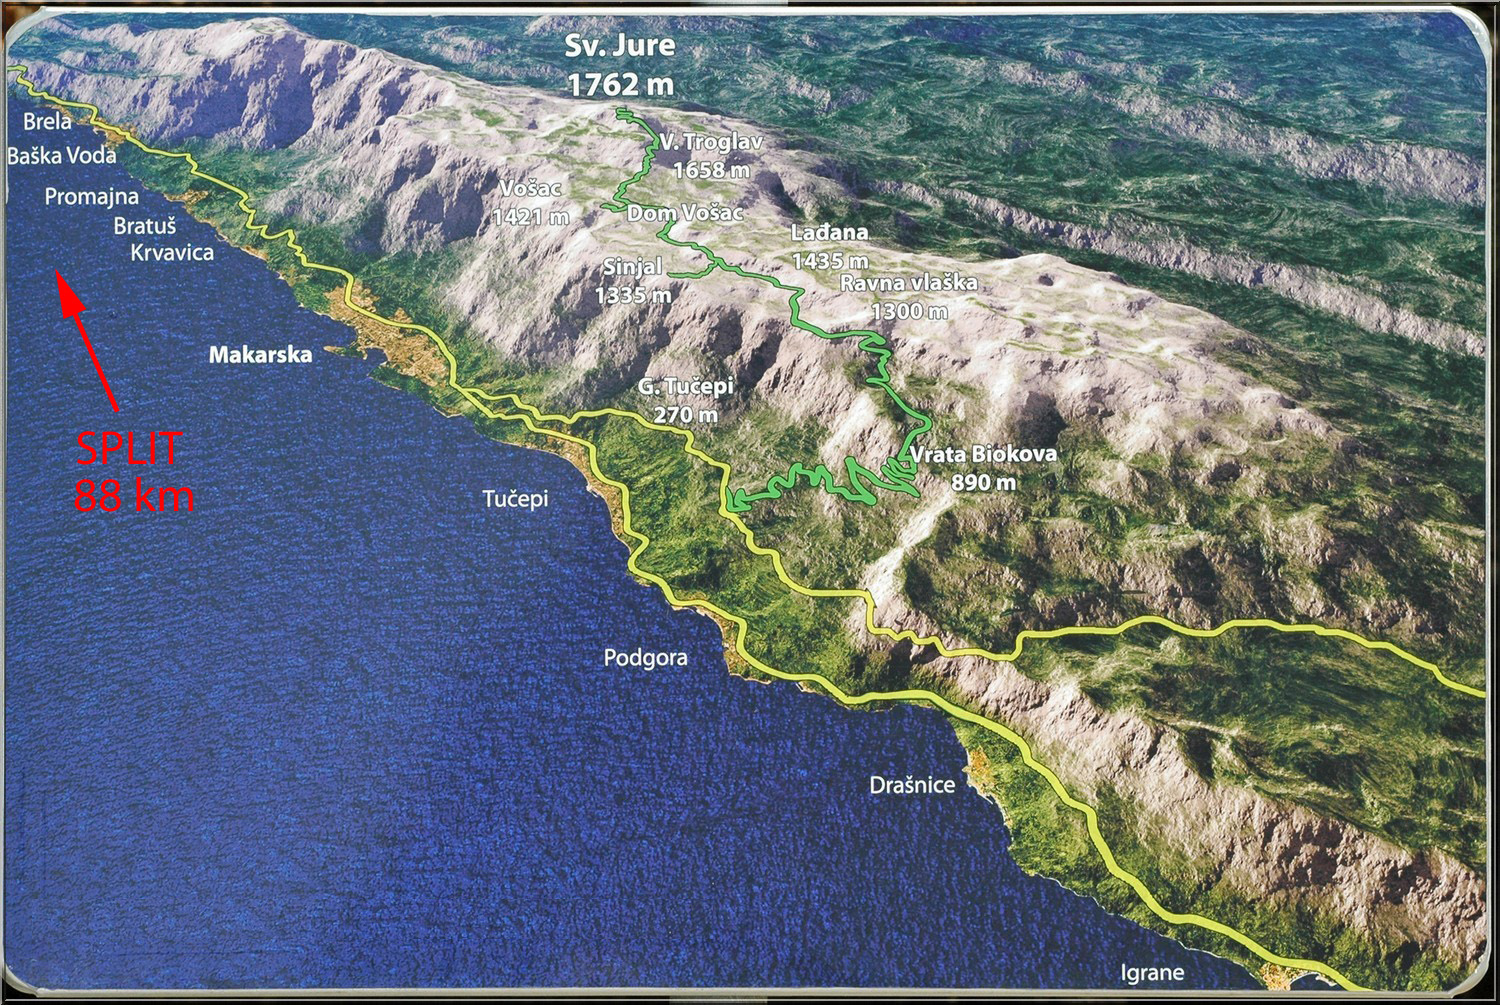 Sv. Jure
1762 m
Brela
Baška Voda
V. Troglav
1658 m
Promajna
Vošac
1421 m
Dom Vošac
Bratuš
Krvavica
Lađana
1435 m
Sinjal
1335 m
Ravna vlaška
1300 m
Makarska
G. Tučepi
270 m
SPLIT
88 km
Vrata Biokova
890 m
Tučepi
Podgora
Drašnice
Igrane